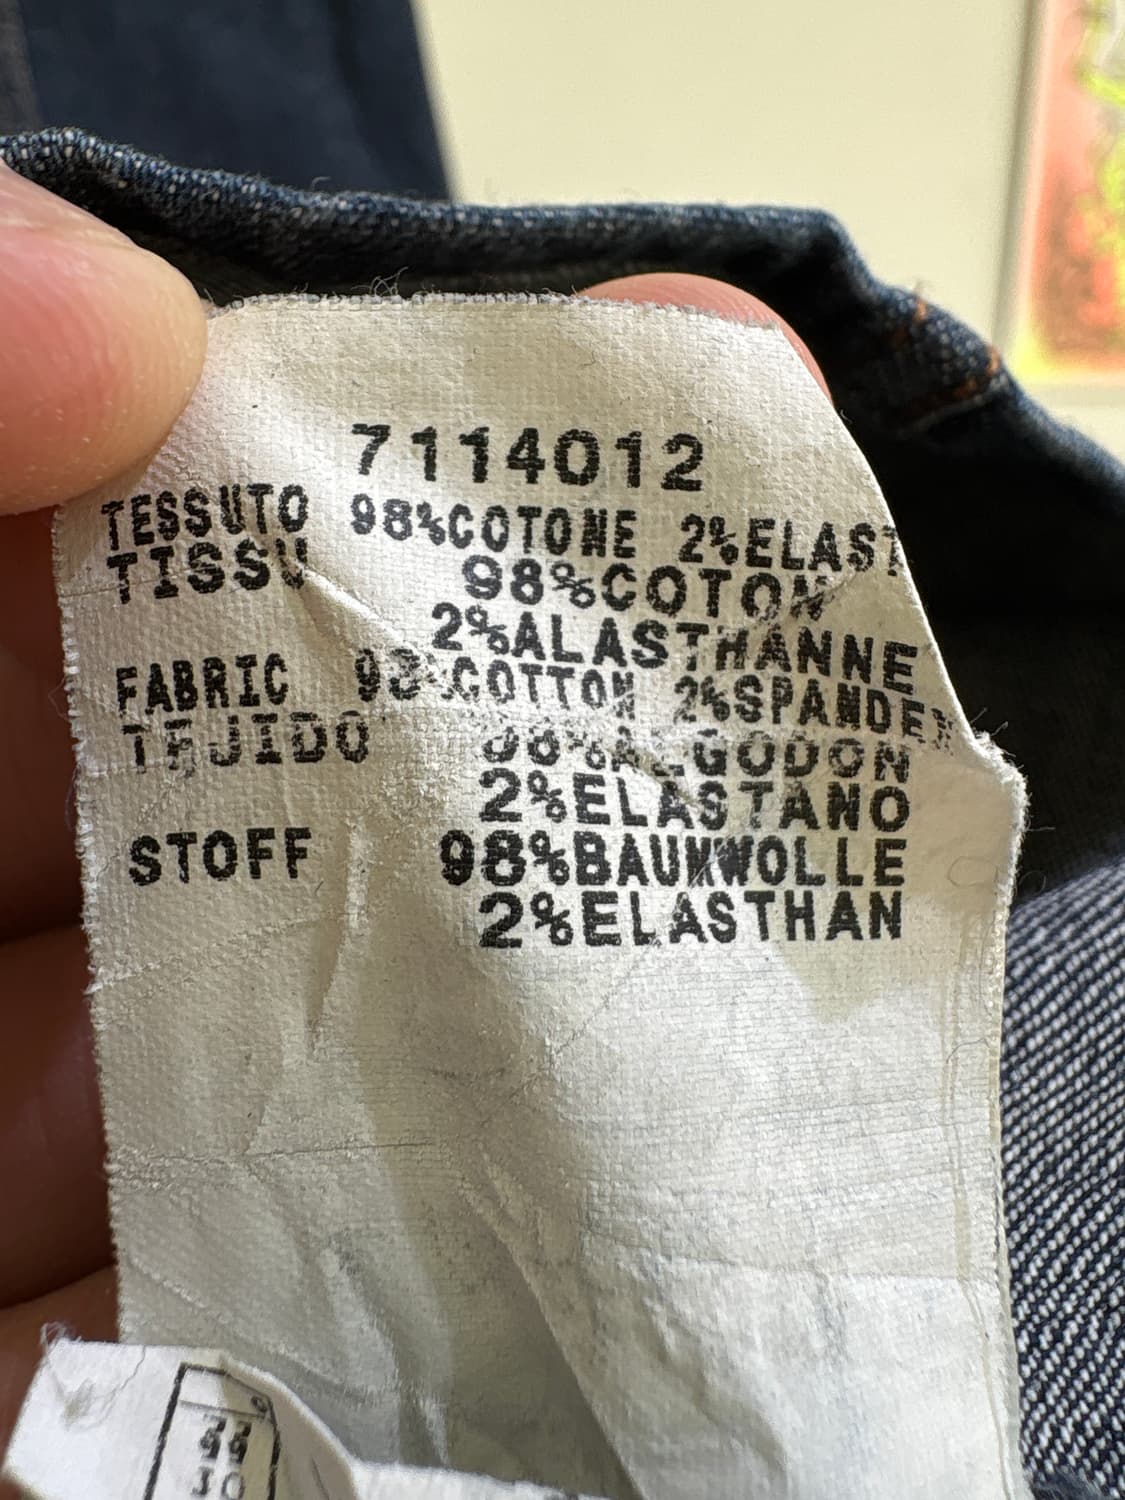 7114012
TESSUTO 98%COTONE 2%ELAST
TISSU 98%COTON
2%ALASTHANNE
FABRIC 98%COTTON 2%SPANDEX
TEJIDO 98%ALGODON
2%ELASTANO
STOFF 98%BAUMWOLLE
2%ELASTHAN